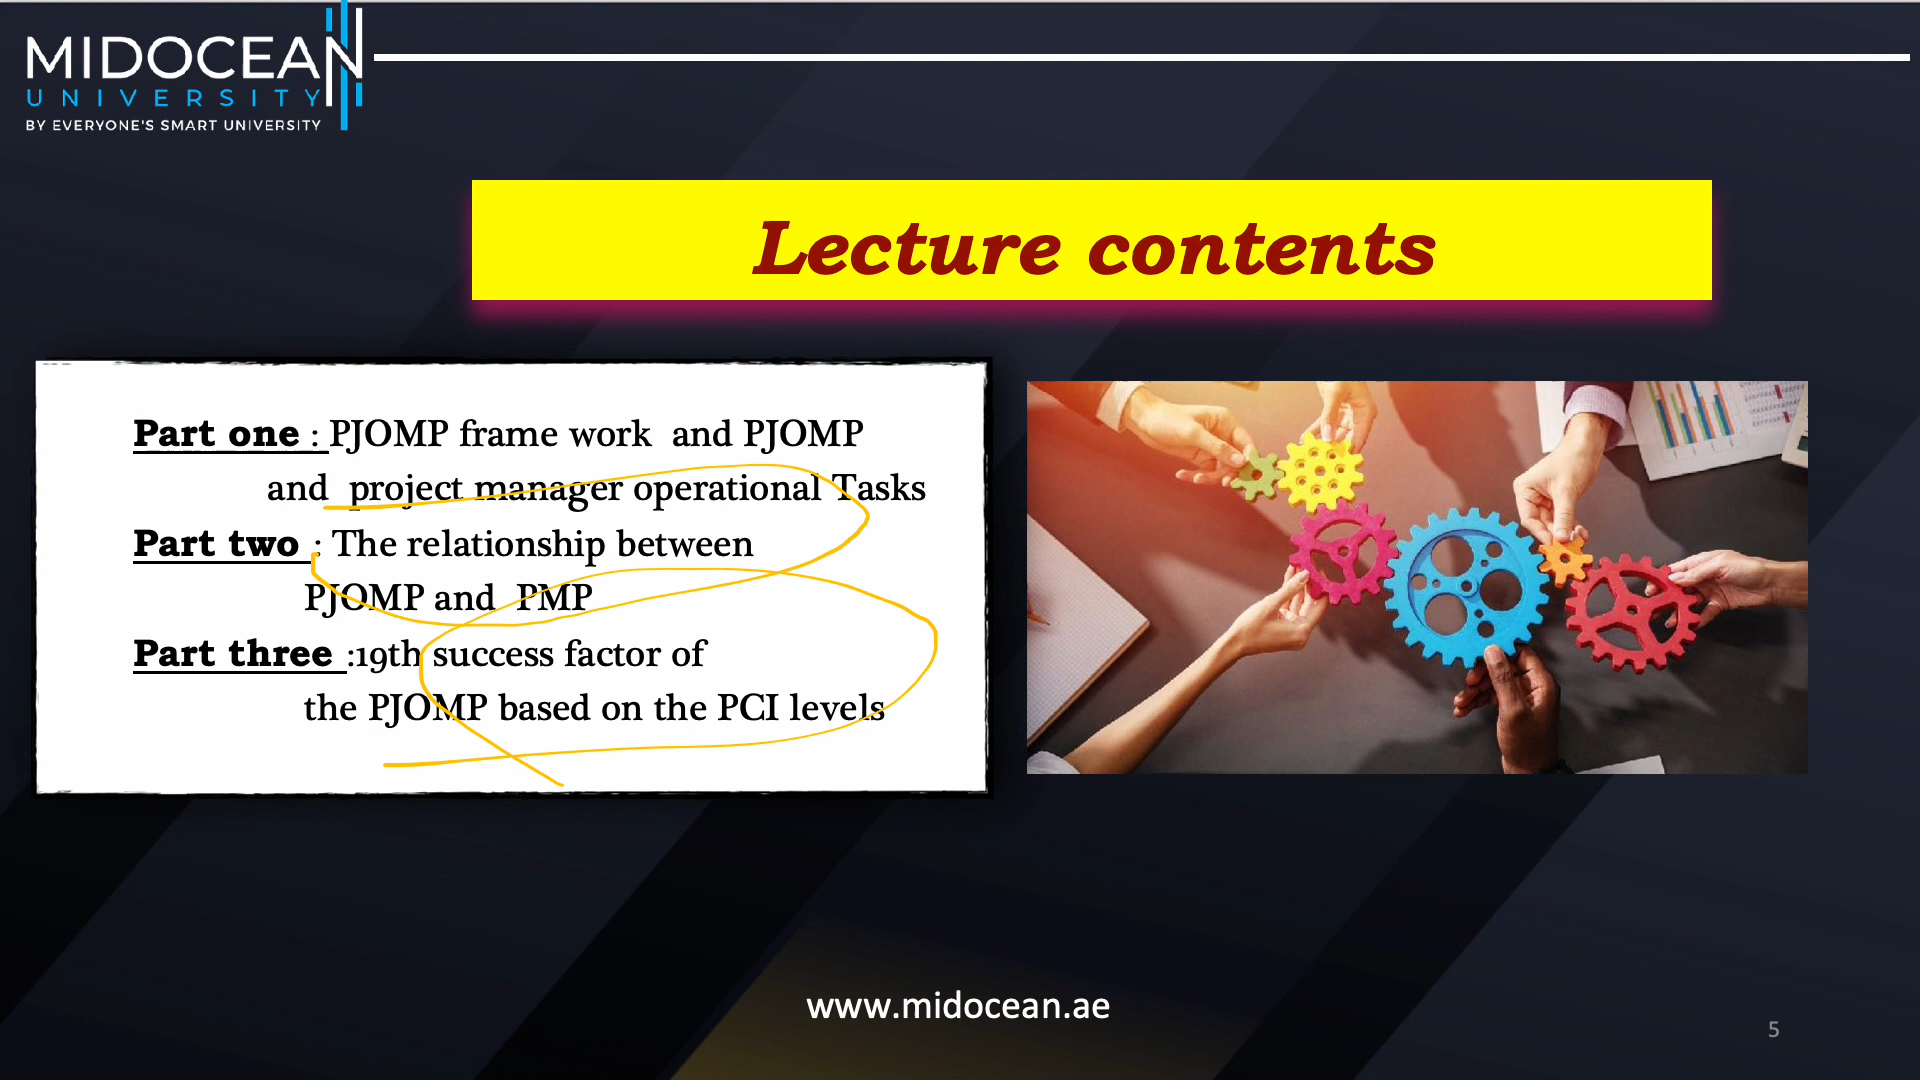 MIDOCEAN
UNIVERSITY
BY EVERYONE'S SMART UNIVERSITY
Lecture contents
Part one : PJOMP frame work and PJOMP
and project manager operational Tasks
Part two : The relationship between
PJOMP and PMP
Part three :19th success factor of
the PJOMP based on the PCI levels
www.midocean.ae
5